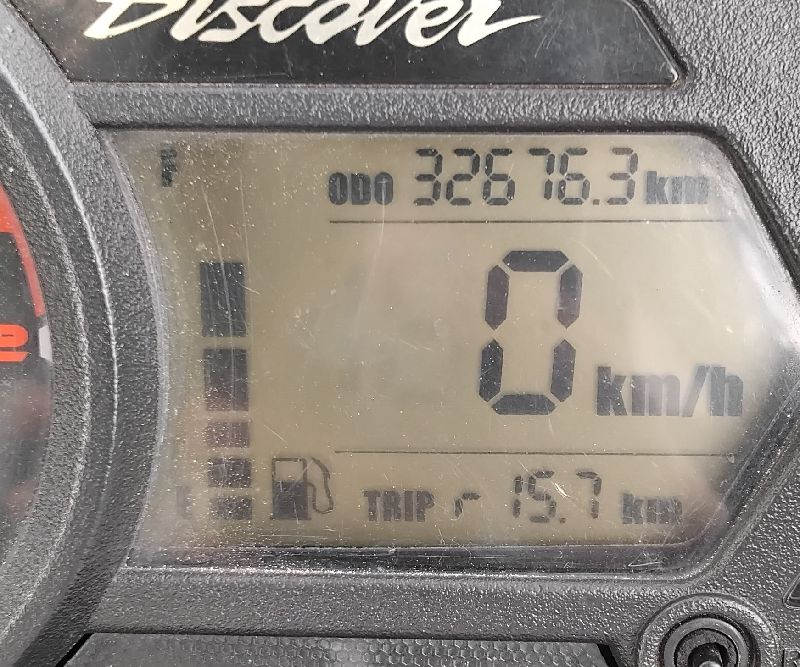 Discover
F
ODO 32676.3 km
0 km/h
E
TRIP r 15.7 km